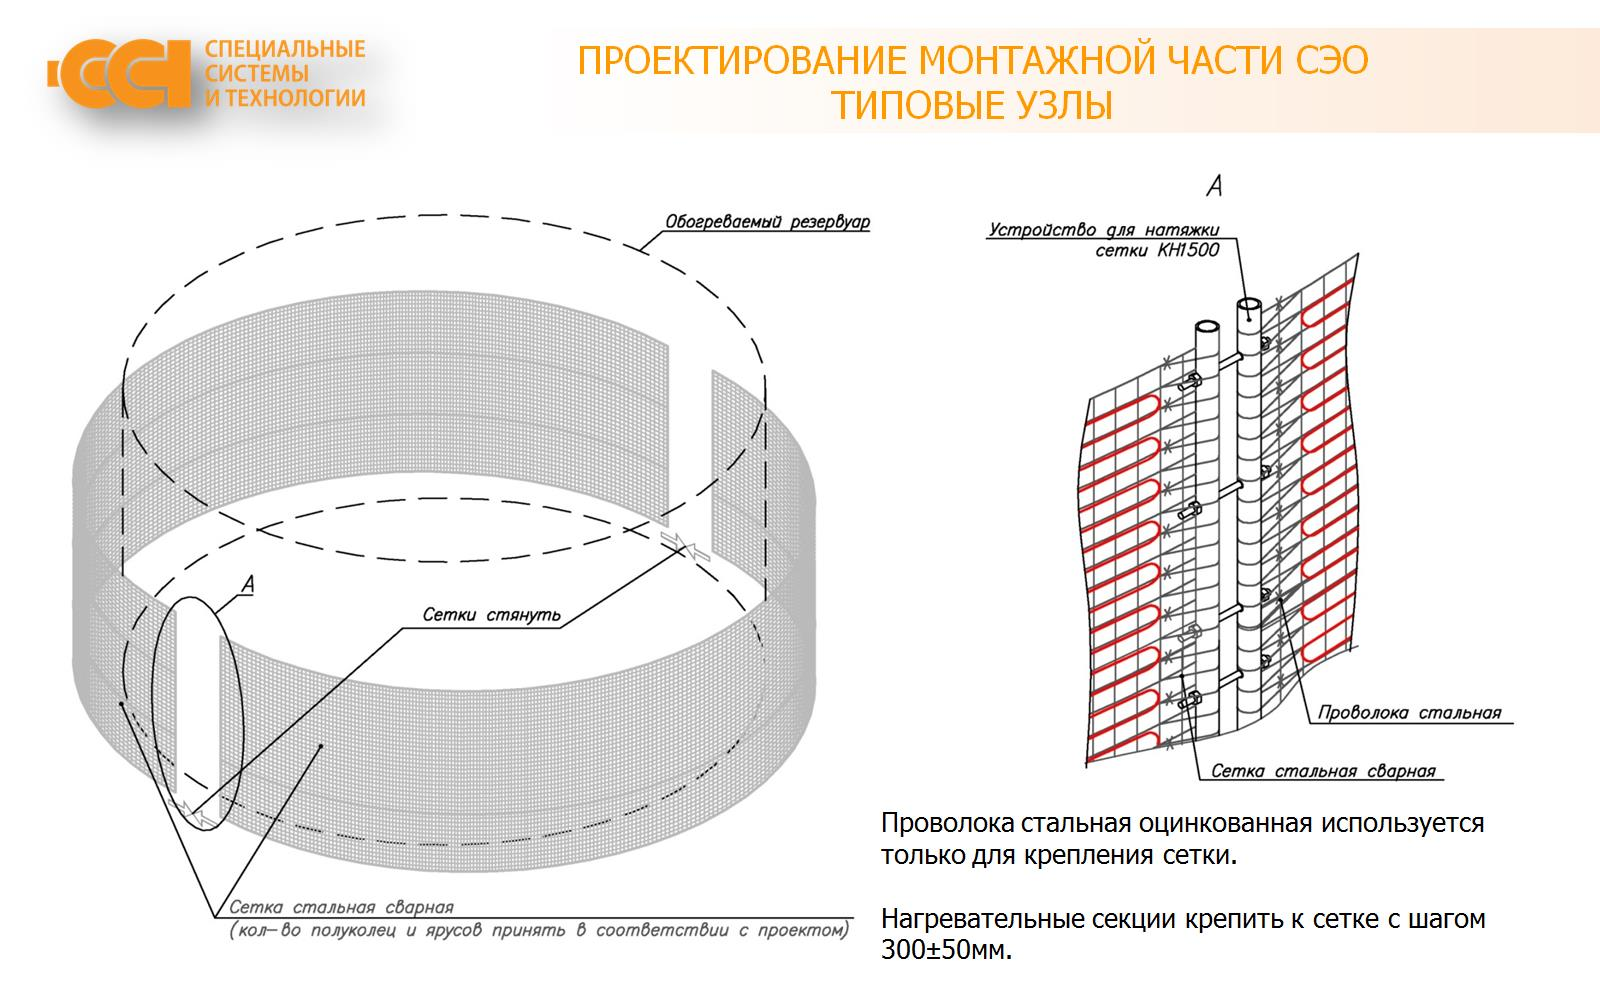 ССТ
СПЕЦИАЛЬНЫЕ
СИСТЕМЫ
И ТЕХНОЛОГИИ
ПРОЕКТИРОВАНИЕ МОНТАЖНОЙ ЧАСТИ СЭО
ТИПОВЫЕ УЗЛЫ
Обогреваемый резервуар
А
Сетки стянуть
Сетка стальная сварная
(кол-во полуколец и ярусов принять в соответствии с проектом)
А
Устройство для натяжки
сетки КН1500
Проволока стальная
Сетка стальная сварная
Проволока стальная оцинкованная используется
только для крепления сетки.
Нагревательные секции крепить к сетке с шагом
300±50мм.